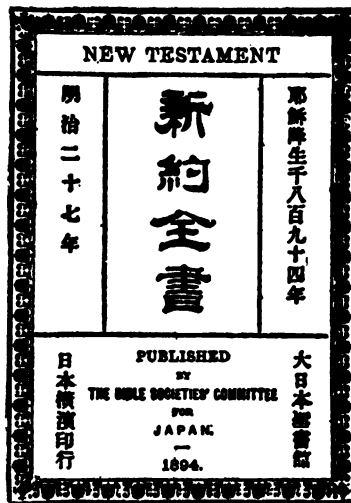 NEW TESTAMENT
耶穌降生千八百九十四年
新約全書
明治二十七年
大日本聖書館
PUBLISHED
BY
THE BIBLE SOCIETIES' COMMITTEE
FOR
JAPAN,
1894.
日本橫濱印行